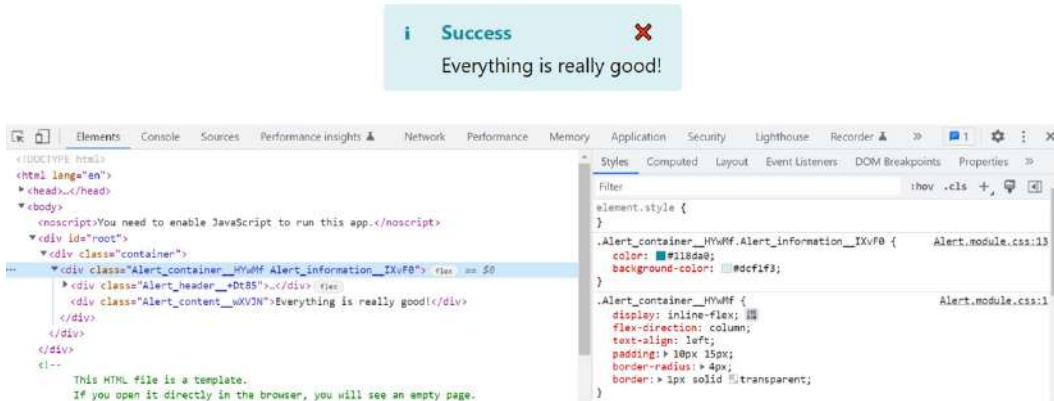 i Success ❌
Everything is really good!
Elements Console Sources Performance insights Network Performance Memory Application Security Lighthouse Recorder » 1
<!DOCTYPE html>
<html lang="en">
<head>…</head>
<body>
<noscript>You need to enable JavaScript to run this app.</noscript>
<div id="root">
<div class="container">
<div class="Alert_container__HYwMf Alert_information__IXvF0"> flex == $0
<div class="Alert_header__+Dt85">…</div> flex
<div class="Alert_content__wXVJN">Everything is really good!</div>
</div>
</div>
</div>
<!--
This HTML file is a template.
If you open it directly in the browser, you will see an empty page.
Styles Computed Layout Event Listeners DOM Breakpoints Properties »
Filter :hov .cls +
element.style {
}
.Alert_container__HYwMf.Alert_information__IXvF0 { Alert.module.css:13
color: #118da0;
background-color: #dcf1f3;
}
.Alert_container__HYwMf { Alert.module.css:1
display: inline-flex;
flex-direction: column;
text-align: left;
padding: 10px 15px;
border-radius: 4px;
border: 1px solid transparent;
}